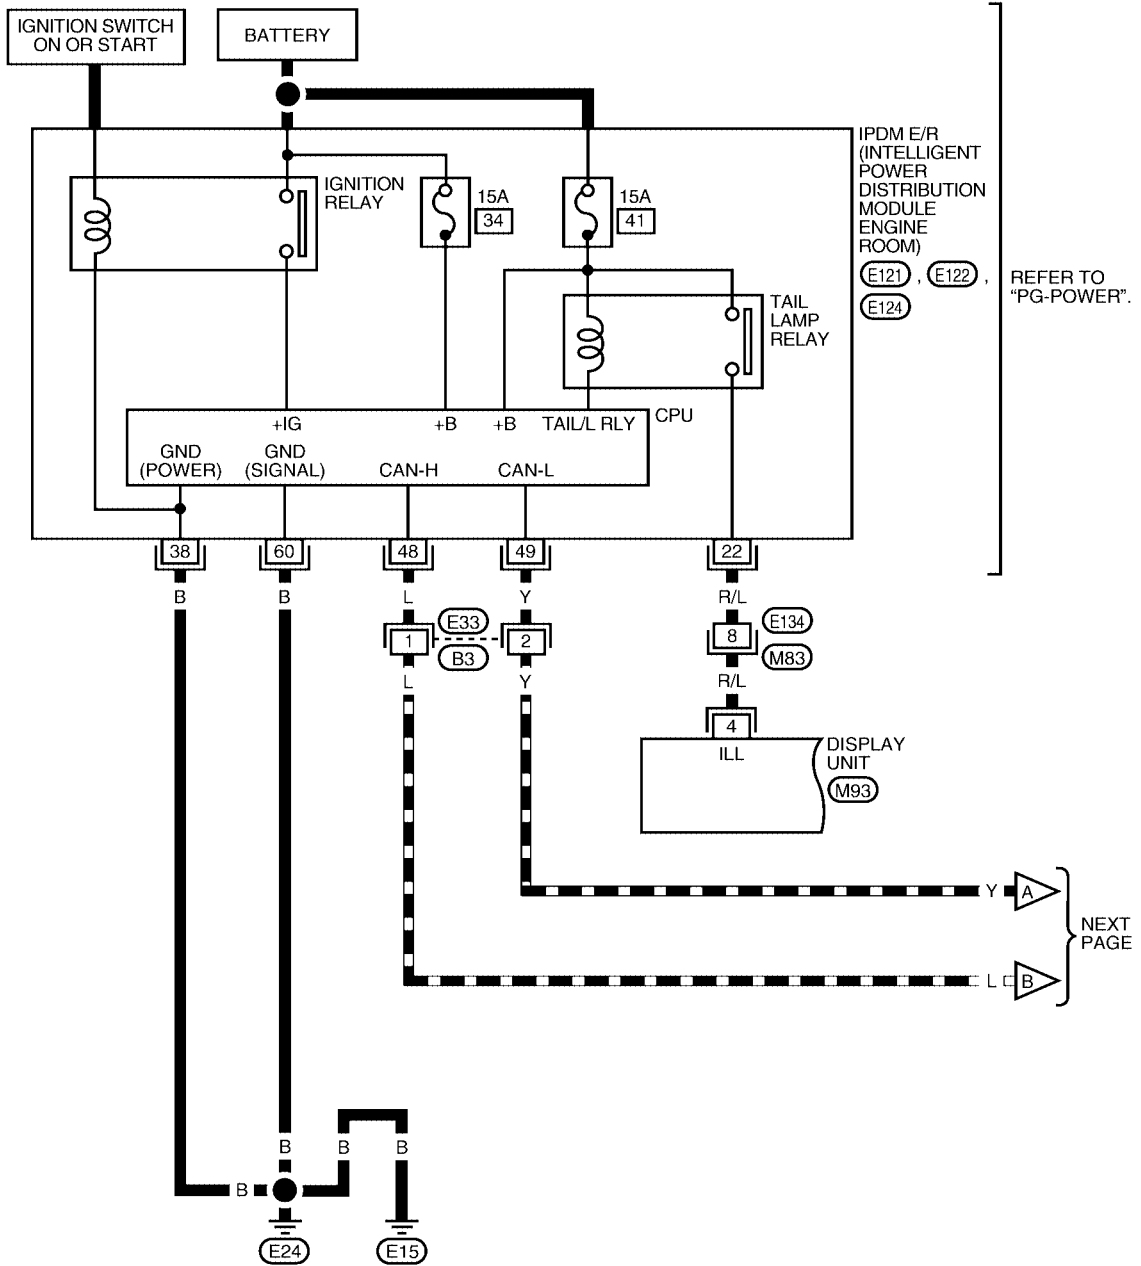 IGNITION SWITCH
ON OR START
BATTERY
IPDM E/R
(INTELLIGENT
POWER
DISTRIBUTION
MODULE
ENGINE
ROOM)
E121 , E122 ,
E124
REFER TO
“PG-POWER”.
IGNITION
RELAY
15A
34
15A
41
TAIL
LAMP
RELAY
CPU
+IG
+B
+B
TAIL/L RLY
GND
(POWER)
GND
(SIGNAL)
CAN-H
CAN-L
38
60
48
49
22
B
B
L
Y
R/L
1
E33
B3
2
8
E134
M83
L
Y
R/L
4
ILL
DISPLAY
UNIT
M93
Y
A
NEXT
PAGE
L
B
B
B
B
B
E24
E15